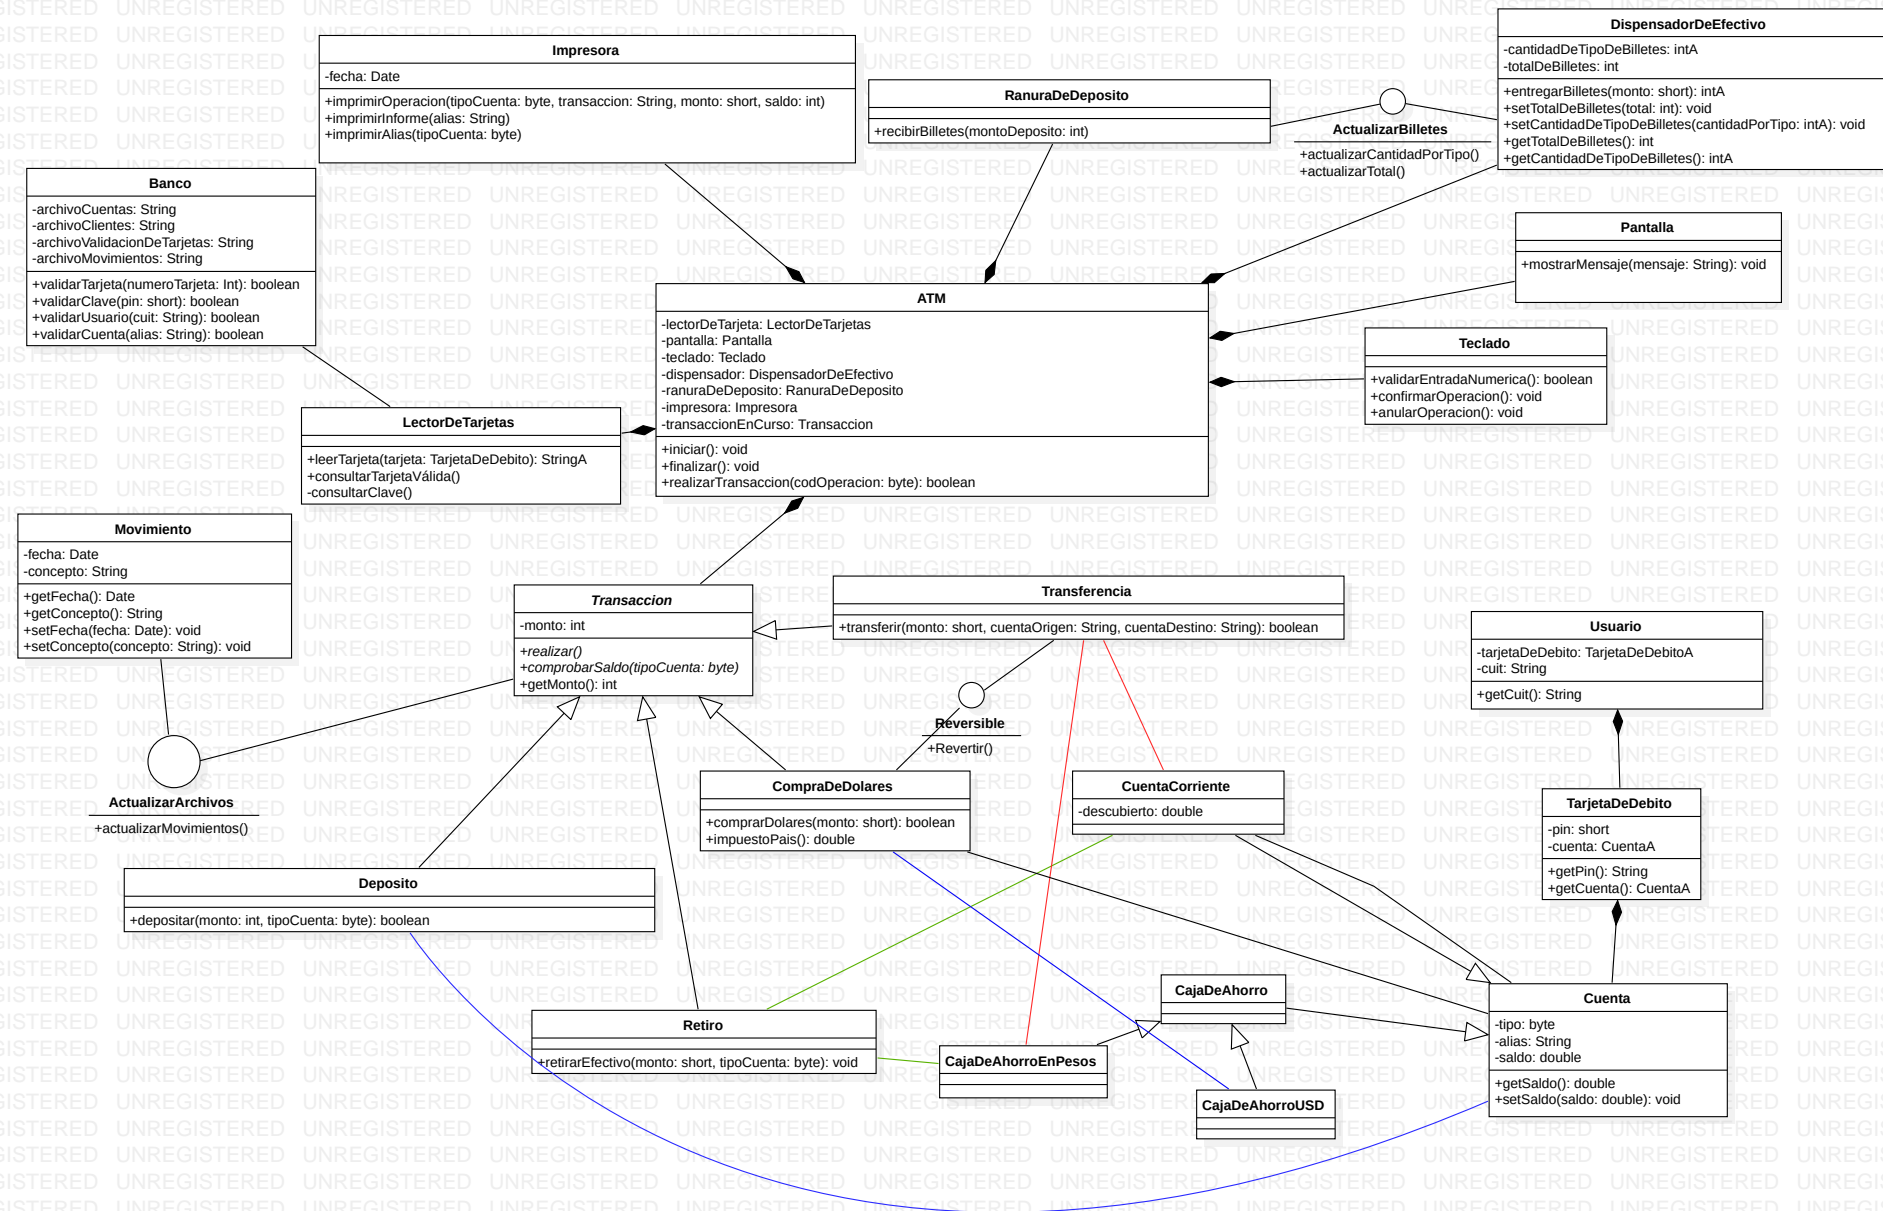 Impresora
-fecha: Date
+imprimirOperacion(tipoCuenta: byte, transaccion: String, monto: short, saldo: int)
+imprimirInforme(alias: String)
+imprimirAlias(tipoCuenta: byte)
RanuraDeDeposito
+recibirBilletes(montoDeposito: int)
ActualizarBilletes
+actualizarCantidadPorTipo()
+actualizarTotal()
DispensadorDeEfectivo
-cantidadDeTipoDeBilletes: intA
-totalDeBilletes: int
+entregarBilletes(monto: short): intA
+setTotalDeBilletes(total: int): void
+setCantidadDeTipoDeBilletes(cantidadPorTipo: intA): void
+getTotalDeBilletes(): int
+getCantidadDeTipoDeBilletes(): intA
Banco
-archivoCuentas: String
-archivoClientes: String
-archivoValidacionDeTarjetas: String
-archivoMovimientos: String
+validarTarjeta(numeroTarjeta: Int): boolean
+validarClave(pin: short): boolean
+validarUsuario(cuit: String): boolean
+validarCuenta(alias: String): boolean
Pantalla
+mostrarMensaje(mensaje: String): void
ATM
-lectorDeTarjeta: LectorDeTarjetas
-pantalla: Pantalla
-teclado: Teclado
-dispensador: DispensadorDeEfectivo
-ranuraDeDeposito: RanuraDeDeposito
-impresora: Impresora
-transaccionEnCurso: Transaccion
+iniciar(): void
+finalizar(): void
+realizarTransaccion(codOperacion: byte): boolean
Teclado
+validarEntradaNumerica(): boolean
+confirmarOperacion(): void
+anularOperacion(): void
LectorDeTarjetas
+leerTarjeta(tarjeta: TarjetaDeDebito): StringA
+consultarTarjetaVálida()
-consultarClave()
Movimiento
-fecha: Date
-concepto: String
+getFecha(): Date
+getConcepto(): String
+setFecha(fecha: Date): void
+setConcepto(concepto: String): void
Transaccion
-monto: int
+realizar()
+comprobarSaldo(tipoCuenta: byte)
+getMonto(): int
Transferencia
+transferir(monto: short, cuentaOrigen: String, cuentaDestino: String): boolean
Usuario
-tarjetaDeDebito: TarjetaDeDebitoA
-cuit: String
+getCuit(): String
Reversible
+Revertir()
ActualizarArchivos
+actualizarMovimientos()
CompraDeDolares
+comprarDolares(monto: short): boolean
+impuestoPais(): double
CuentaCorriente
-descubierto: double
TarjetaDeDebito
-pin: short
-cuenta: CuentaA
+getPin(): String
+getCuenta(): CuentaA
Deposito
+depositar(monto: int, tipoCuenta: byte): boolean
Retiro
+retirarEfectivo(monto: short, tipoCuenta: byte): void
CajaDeAhorro
CajaDeAhorroEnPesos
CajaDeAhorroUSD
Cuenta
-tipo: byte
-alias: String
-saldo: double
+getSaldo(): double
+setSaldo(saldo: double): void
UNREGISTERED